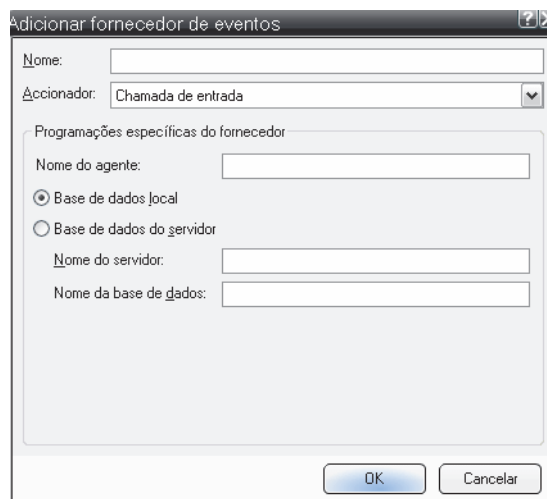 Adicionar fornecedor de eventos
Nome:
Accionador: Chamada de entrada
Programações específicas do fornecedor
Nome do agente:
Base de dados local
Base de dados do servidor
Nome do servidor:
Nome da base de dados:
OK Cancelar